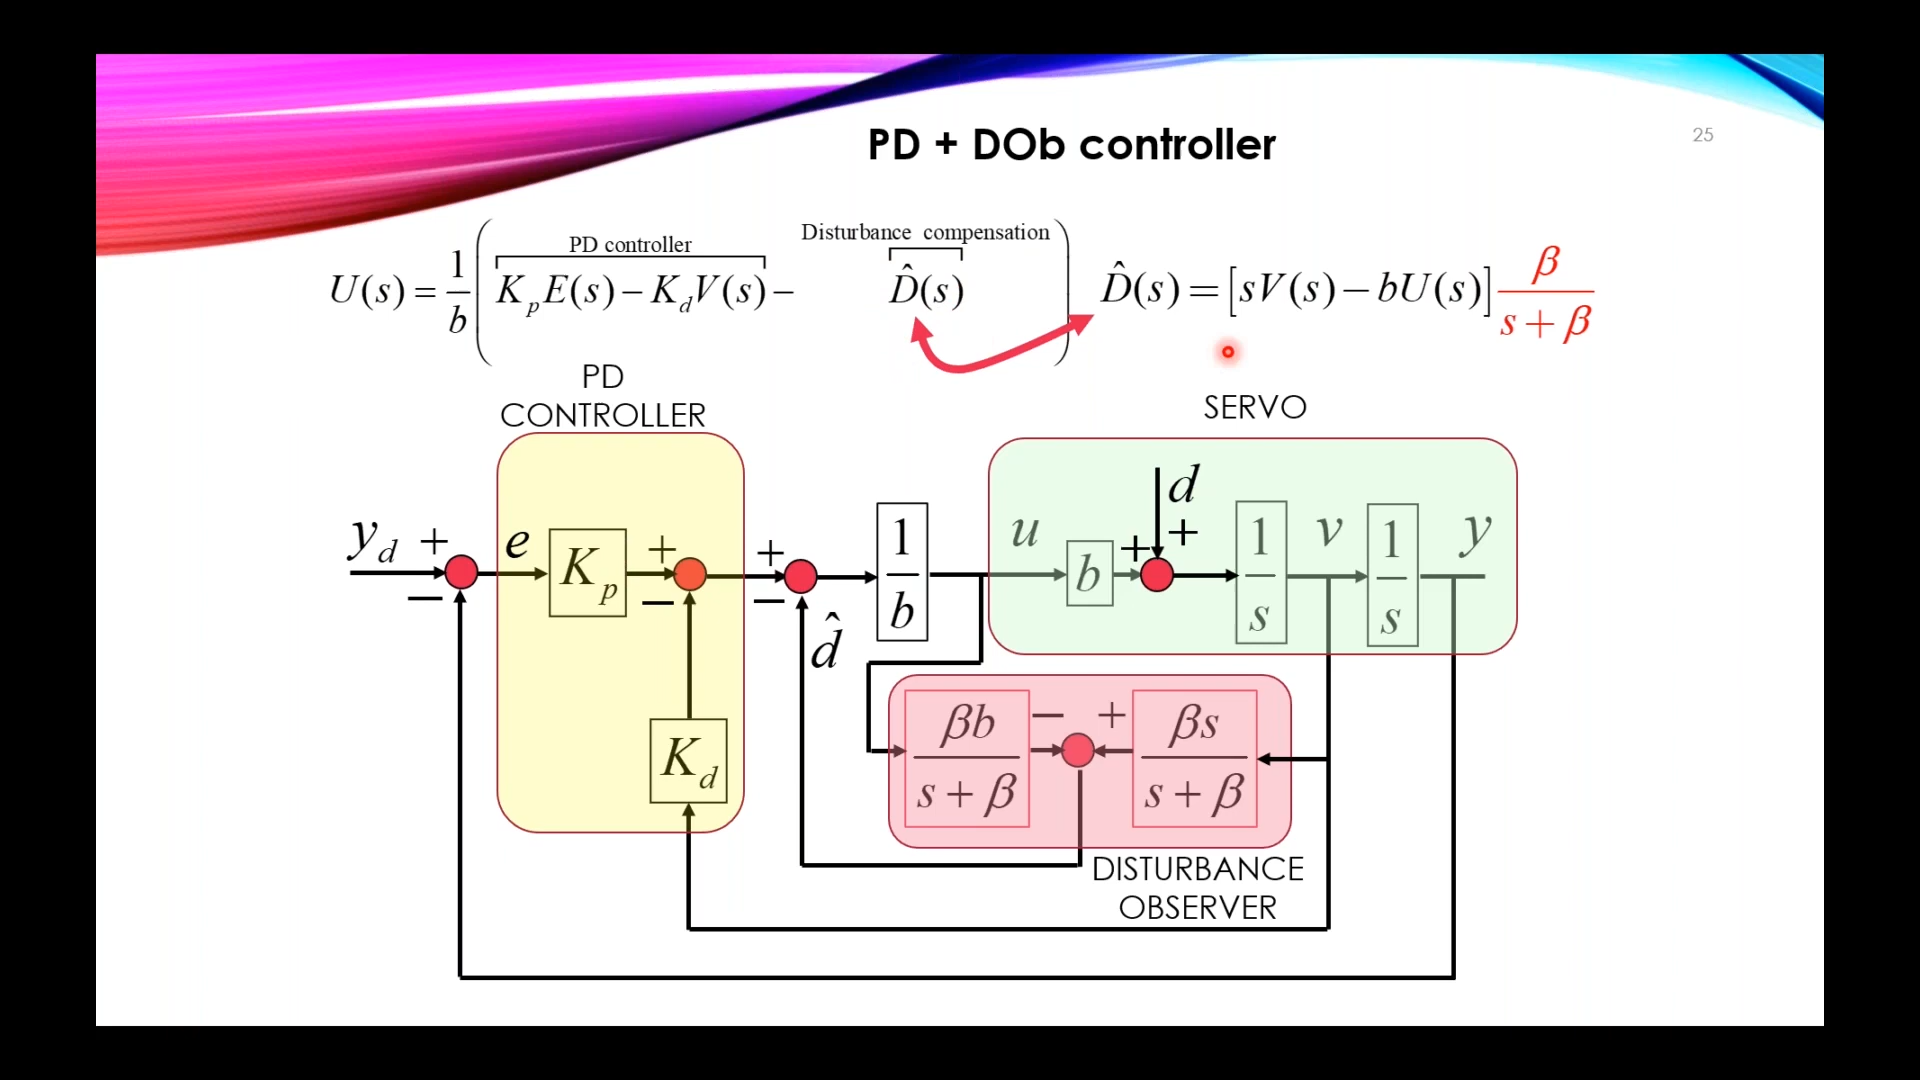 PD + DOb controller
25
PD controller
Disturbance compensation
U(s) = 1/b ( K_p E(s) − K_d V(s) − D̂(s) )
D̂(s) = [sV(s) − bU(s)] β/(s + β)
PD
CONTROLLER
SERVO
y_d + −
e
K_p
+ −
+ −
d̂
1/b
u
b
d
+ +
1/s
v
1/s
y
K_d
βb/(s + β)
− +
βs/(s + β)
DISTURBANCE
OBSERVER